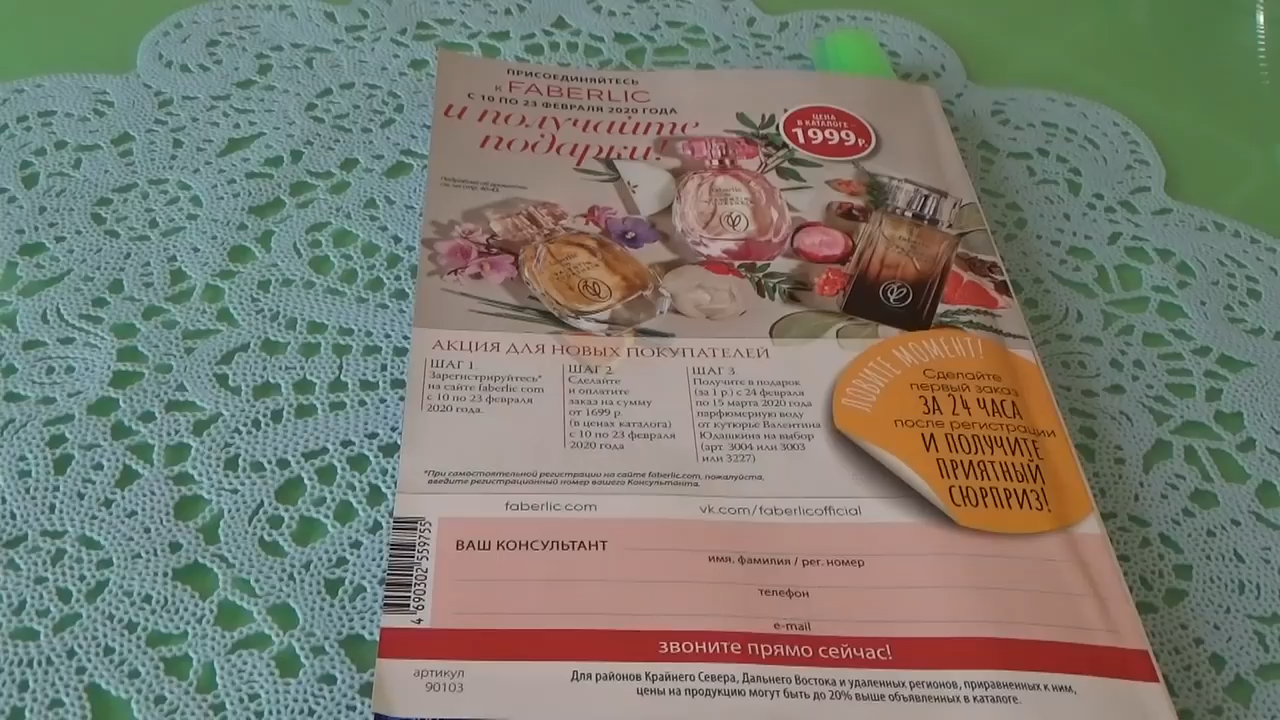 ПРИСОЕДИНЯЙТЕСЬ
К FABERLIC
С 10 ПО 23 ФЕВРАЛЯ 2020 ГОДА
и получайте
подарки!
ЦЕНА
В КАТАЛОГЕ –
1999 Р.
АКЦИЯ ДЛЯ НОВЫХ ПОКУПАТЕЛЕЙ
ШАГ 1.
Зарегистрируйтесь*
на сайте faberlic.com
с 10 по 23 февраля
2020 года.
ШАГ 2.
Сделайте
и оплатите
заказ на сумму
от 1699 р.
(в ценах каталога)
с 10 по 23 февраля
2020 года
ШАГ 3.
Получите в подарок
(за 1 р.) с 24 февраля
по 15 марта 2020 года
парфюмерную воду
от кутюрье Валентина
Юдашкина на выбор
(арт. 3004 или 3003
или 3227)
ЛОВИТЕ МОМЕНТ!
Сделайте
первый заказ
ЗА 24 ЧАСА
после регистрации
И ПОЛУЧИТЕ
ПРИЯТНЫЙ
СЮРПРИЗ!
*При самостоятельной регистрации на сайте faberlic.com, пожалуйста,
введите регистрационный номер вашего Консультанта.
faberlic.com
vk.com/faberlicofficial
ВАШ КОНСУЛЬТАНТ
имя, фамилия / рег. номер
телефон
e-mail
4 690302 559755
звоните прямо сейчас!
артикул
90103
Для районов Крайнего Севера, Дальнего Востока и удаленных регионов, приравненных к ним,
цены на продукцию могут быть до 20% выше объявленных в каталоге.